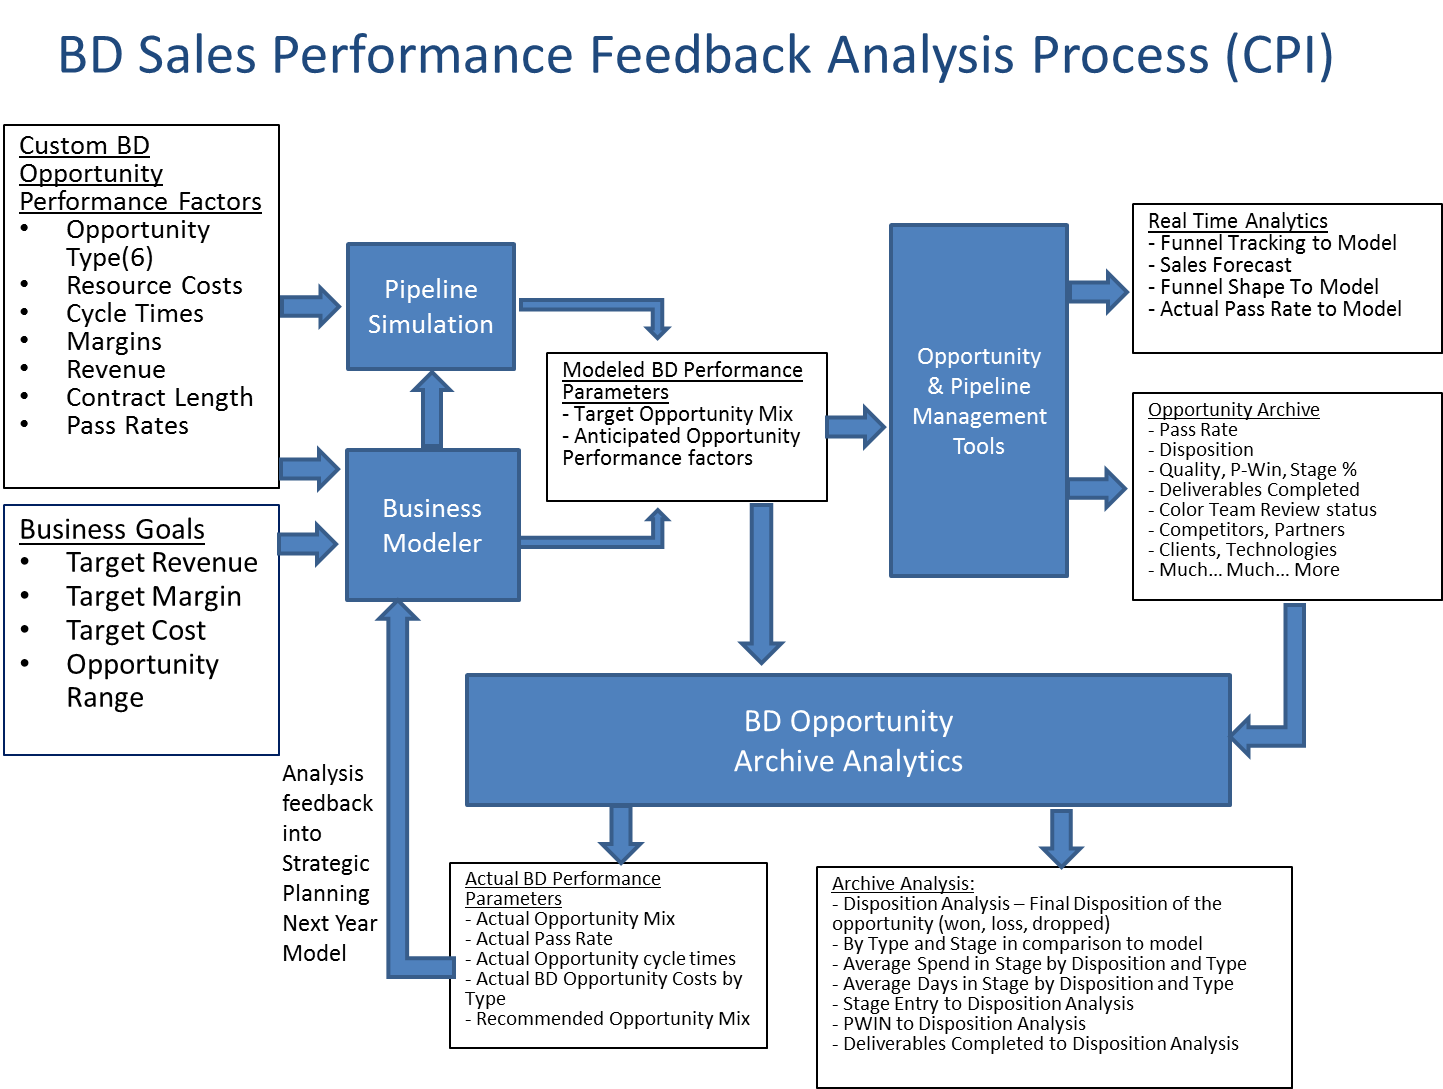 BD Sales Performance Feedback Analysis Process (CPI)
Custom BD
Opportunity
Performance Factors
• Opportunity
Type(6)
• Resource Costs
• Cycle Times
• Margins
• Revenue
• Contract Length
• Pass Rates
Business Goals
• Target Revenue
• Target Margin
• Target Cost
• Opportunity
Range
Pipeline
Simulation
Business
Modeler
Modeled BD Performance
Parameters
- Target Opportunity Mix
- Anticipated Opportunity
Performance factors
Opportunity
& Pipeline
Management
Tools
Real Time Analytics
- Funnel Tracking to Model
- Sales Forecast
- Funnel Shape To Model
- Actual Pass Rate to Model
Opportunity Archive
- Pass Rate
- Disposition
- Quality, P-Win, Stage %
- Deliverables Completed
- Color Team Review status
- Competitors, Partners
- Clients, Technologies
- Much... Much... More
BD Opportunity
Archive Analytics
Analysis
feedback
into
Strategic
Planning
Next Year
Model
Actual BD Performance
Parameters
- Actual Opportunity Mix
- Actual Pass Rate
- Actual Opportunity cycle times
- Actual BD Opportunity Costs by
Type
- Recommended Opportunity Mix
Archive Analysis:
- Disposition Analysis – Final Disposition of the
opportunity (won, loss, dropped)
- By Type and Stage in comparison to model
- Average Spend in Stage by Disposition and Type
- Average Days in Stage by Disposition and Type
- Stage Entry to Disposition Analysis
- PWIN to Disposition Analysis
- Deliverables Completed to Disposition Analysis